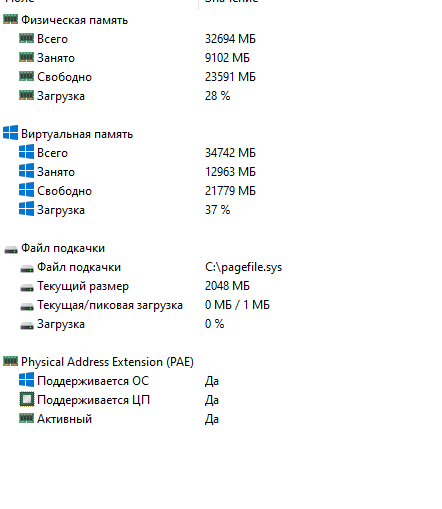 Поле Значение
Физическая память
Всего 32694 МБ
Занято 9102 МБ
Свободно 23591 МБ
Загрузка 28 %
Виртуальная память
Всего 34742 МБ
Занято 12963 МБ
Свободно 21779 МБ
Загрузка 37 %
Файл подкачки
Файл подкачки C:\pagefile.sys
Текущий размер 2048 МБ
Текущая/пиковая загрузка 0 МБ / 1 МБ
Загрузка 0 %
Physical Address Extension (PAE)
Поддерживается ОС Да
Поддерживается ЦП Да
Активный Да